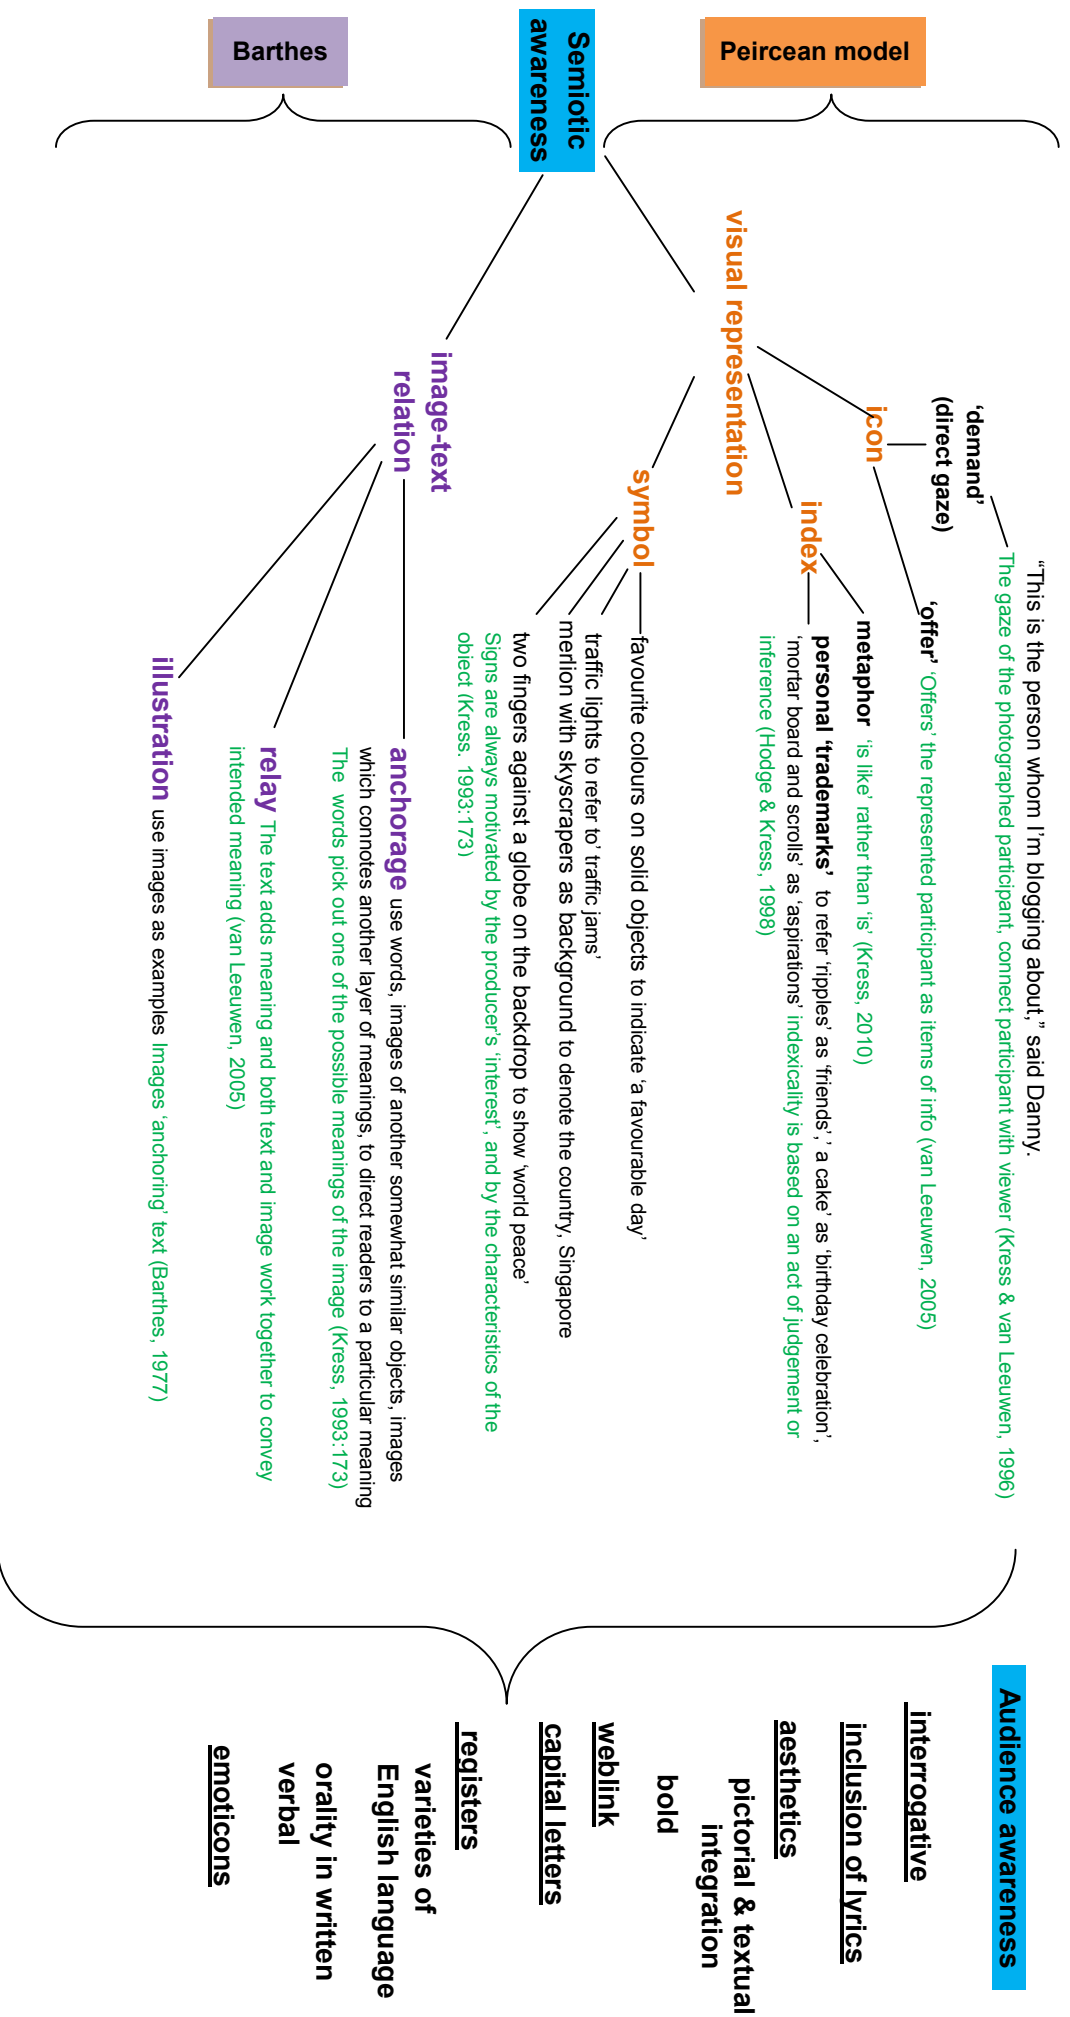 Peircean model
Semiotic
awareness
Barthes
visual representation
icon
‘demand’
(direct gaze)
“This is the person whom I’m blogging about,” said Danny.
The gaze of the photographed participant, connect participant with viewer (Kress & van Leeuwen, 1996)
‘offer’ ‘Offers’ the represented participant as items of info (van Leeuwen, 2005)
index
metaphor ‘is like’ rather than ‘is’ (Kress, 2010)
personal ‘trademarks’ to refer ‘ripples’ as ‘friends’,’ a cake’ as ‘birthday celebration’,
‘mortar board and scrolls’ as ‘aspirations’ indexicality is based on an act of judgement or
inference (Hodge & Kress, 1998)
symbol
favourite colours on solid objects to indicate ‘a favourable day’
traffic lights to refer to’ traffic jams’
merlion with skyscrapers as background to denote the country, Singapore
two fingers against a globe on the backdrop to show ‘world peace’
Signs are always motivated by the producer’s ‘interest’, and by the characteristics of the
object (Kress. 1993:173)
image-text
relation
anchorage use words, images of another somewhat similar objects, images
which connotes another layer of meanings, to direct readers to a particular meaning
The words pick out one of the possible meanings of the image (Kress, 1993:173)
relay The text adds meaning and both text and image work together to convey
intended meaning (van Leeuwen, 2005)
illustration use images as examples Images ‘anchoring’ text (Barthes, 1977)
Audience awareness
interrogative
inclusion of lyrics
aesthetics
pictorial & textual
integration
bold
weblink
capital letters
registers
varieties of
English language
orality in written
verbal
emoticons